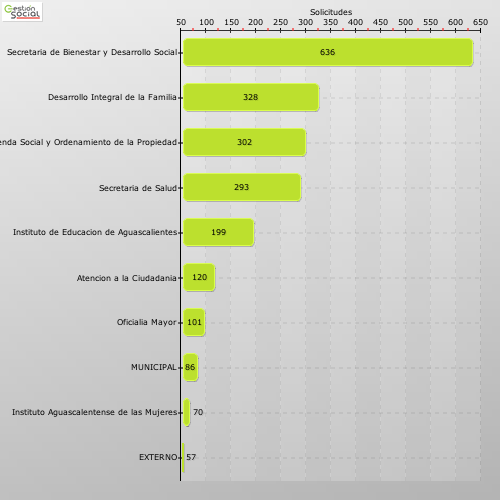 Gestion
Social
Solicitudes
50 100 150 200 250 300 350 400 450 500 550 600 650
Secretaria de Bienestar y Desarrollo Social 636
Desarrollo Integral de la Familia 328
enda Social y Ordenamiento de la Propiedad 302
Secretaria de Salud 293
Instituto de Educacion de Aguascalientes 199
Atencion a la Ciudadania 120
Oficialia Mayor 101
MUNICIPAL 86
Instituto Aguascalentense de las Mujeres 70
EXTERNO 57